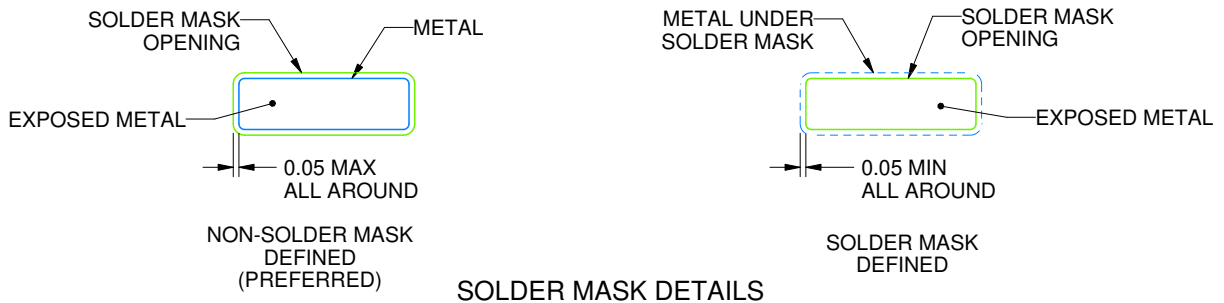 SOLDER MASK
OPENING
METAL
EXPOSED METAL
0.05 MAX
ALL AROUND
NON-SOLDER MASK
DEFINED
(PREFERRED)
METAL UNDER
SOLDER MASK
SOLDER MASK
OPENING
EXPOSED METAL
0.05 MIN
ALL AROUND
SOLDER MASK
DEFINED
SOLDER MASK DETAILS